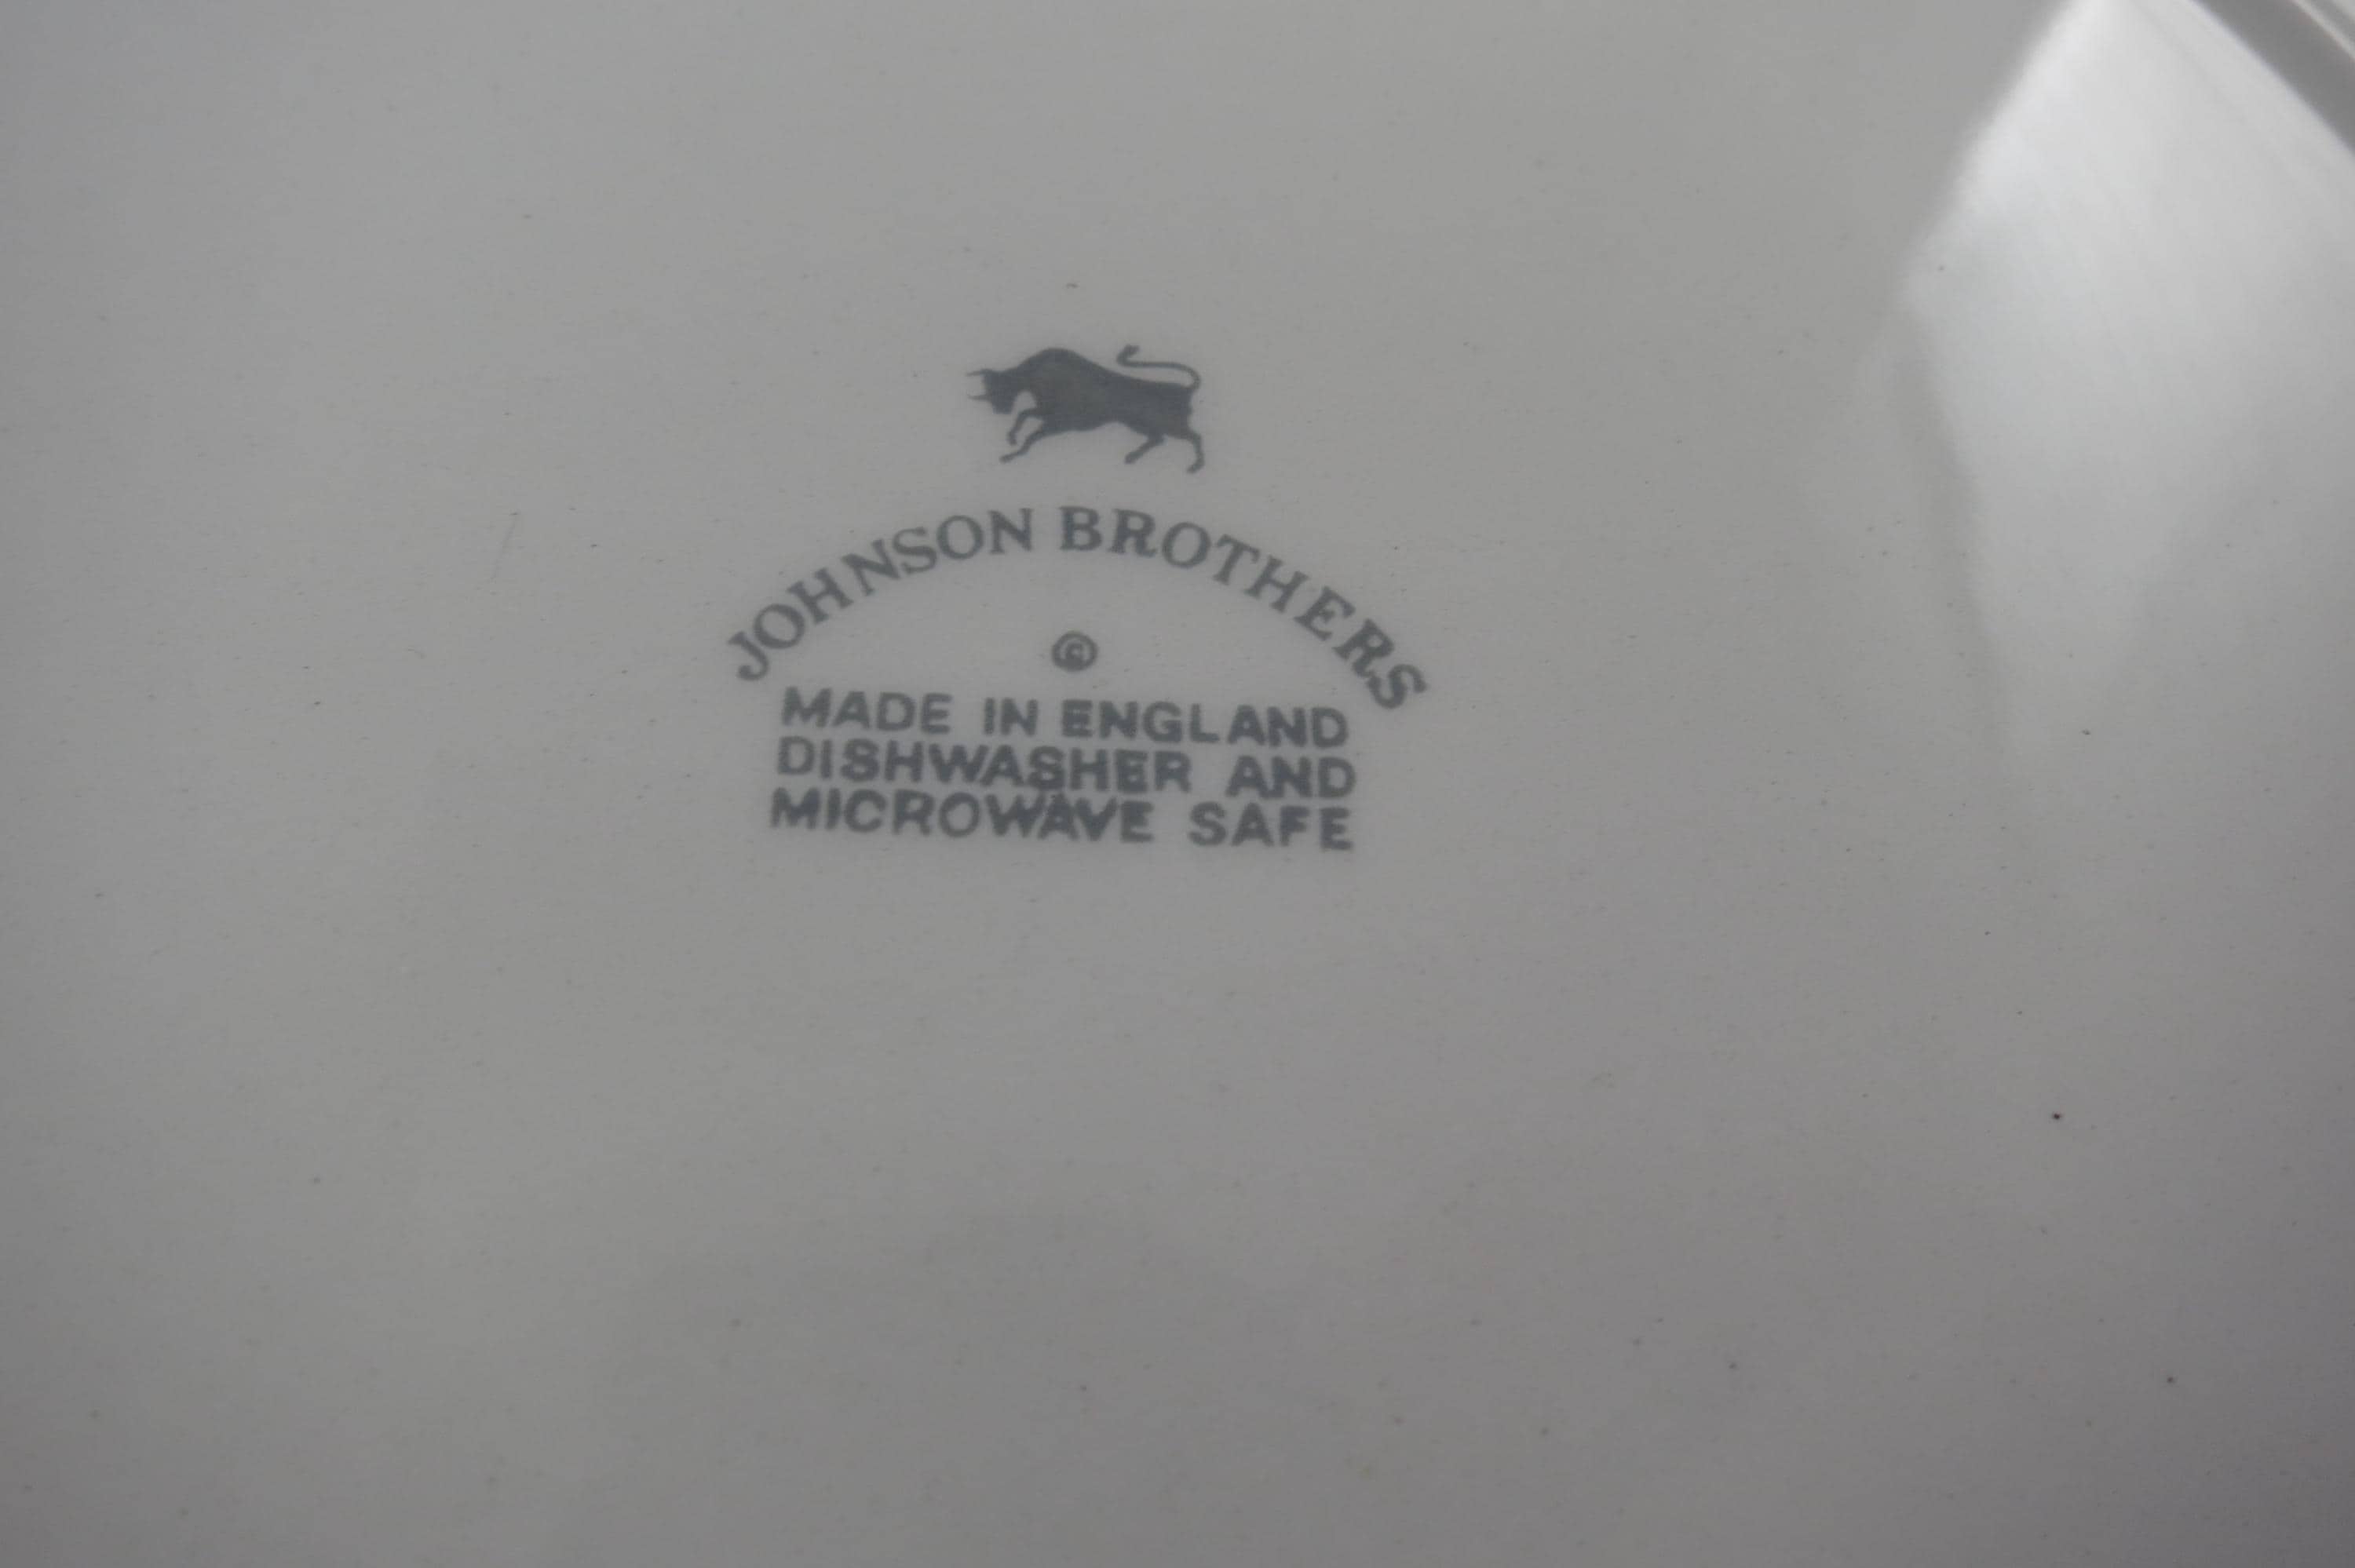 JOHNSON BROTHERS
©
MADE IN ENGLAND
DISHWASHER AND
MICROWAVE SAFE